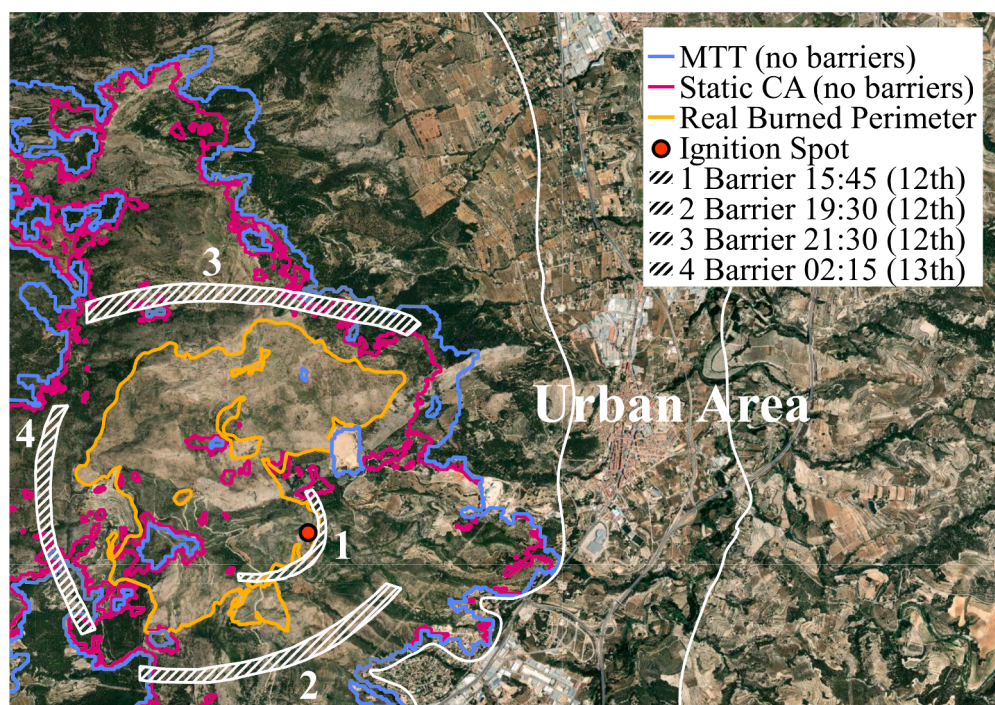 MTT (no barriers)
Static CA (no barriers)
Real Burned Perimeter
Ignition Spot
1 Barrier 15:45 (12th)
2 Barrier 19:30 (12th)
3 Barrier 21:30 (12th)
4 Barrier 02:15 (13th)
3
Urban Area
4
1
2